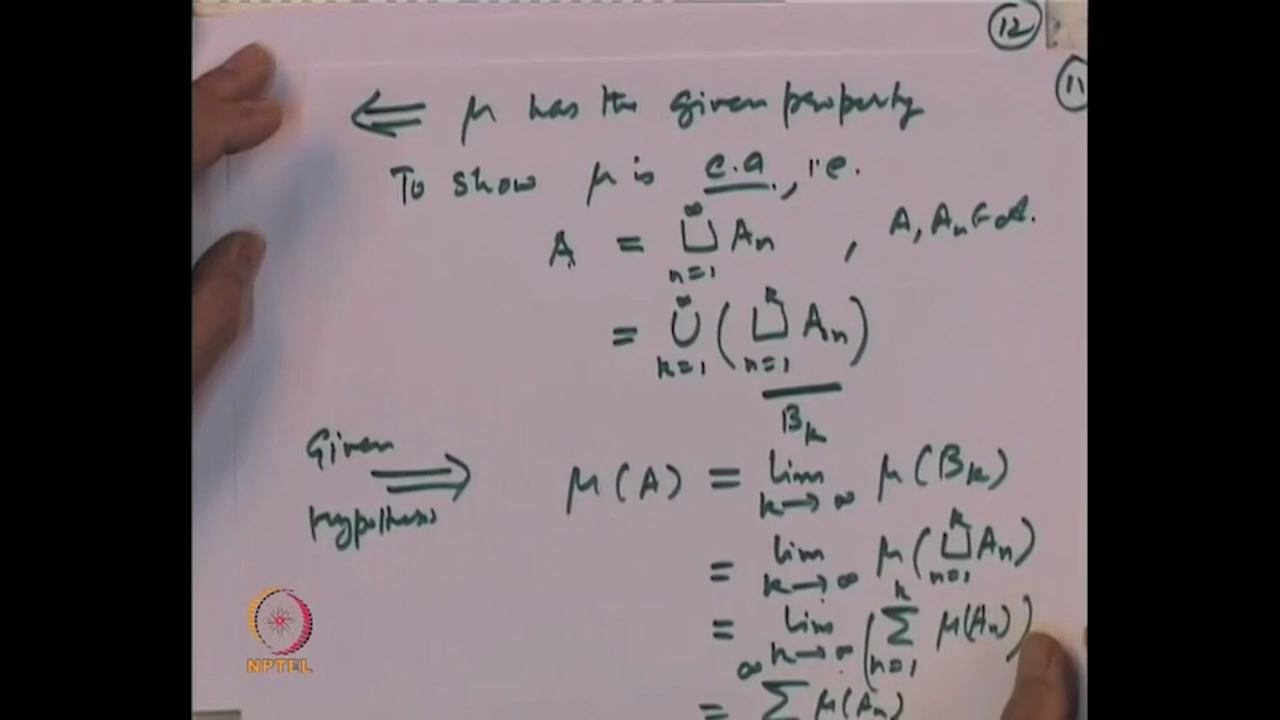 12
11
⇐ μ has the given property
To show μ is c.a., i.e.
A = ⊔_{n=1}^{∞} A_n , A, A_n ∈ 𝒜.
= ∪_{k=1}^{∞} ( ⊔_{n=1}^{k} A_n )
B_k
Given
⟹ μ(A) = lim_{k→∞} μ(B_k)
Hypothesis
= lim_{k→∞} μ( ⊔_{n=1}^{k} A_n )
= lim_{k→∞} ( Σ_{n=1}^{k} μ(A_n) )
= Σ^{∞} μ(A_n)
NPTEL